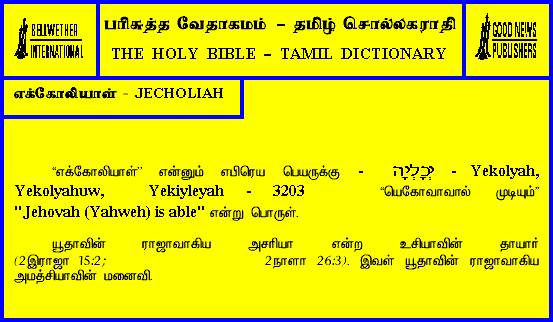 BELLWETHER
INTERNATIONAL
பரிசுத்த வேதாகமம் – தமிழ் சொல்லகராதி
THE HOLY BIBLE – TAMIL DICTIONARY
GOOD NEWS
PUBLISHERS
எக்கோலியாள் - JECHOLIAH
“எக்கோலியாள்” என்னும் எபிரெய பெயருக்கு - יְכָלְיָה - Yekolyah,
Yekolyahuw, Yekiyleyah - 3203 “யெகோவாவால் முடியும்”
"Jehovah (Yahweh) is able" என்று பொருள்.
யூதாவின் ராஜாவாகிய அசரியா என்ற உசியாவின் தாயார்
(2இராஜா 15:2; 2நாளா 26:3). இவள் யூதாவின் ராஜாவாகிய
அமத்சியாவின் மனைவி.